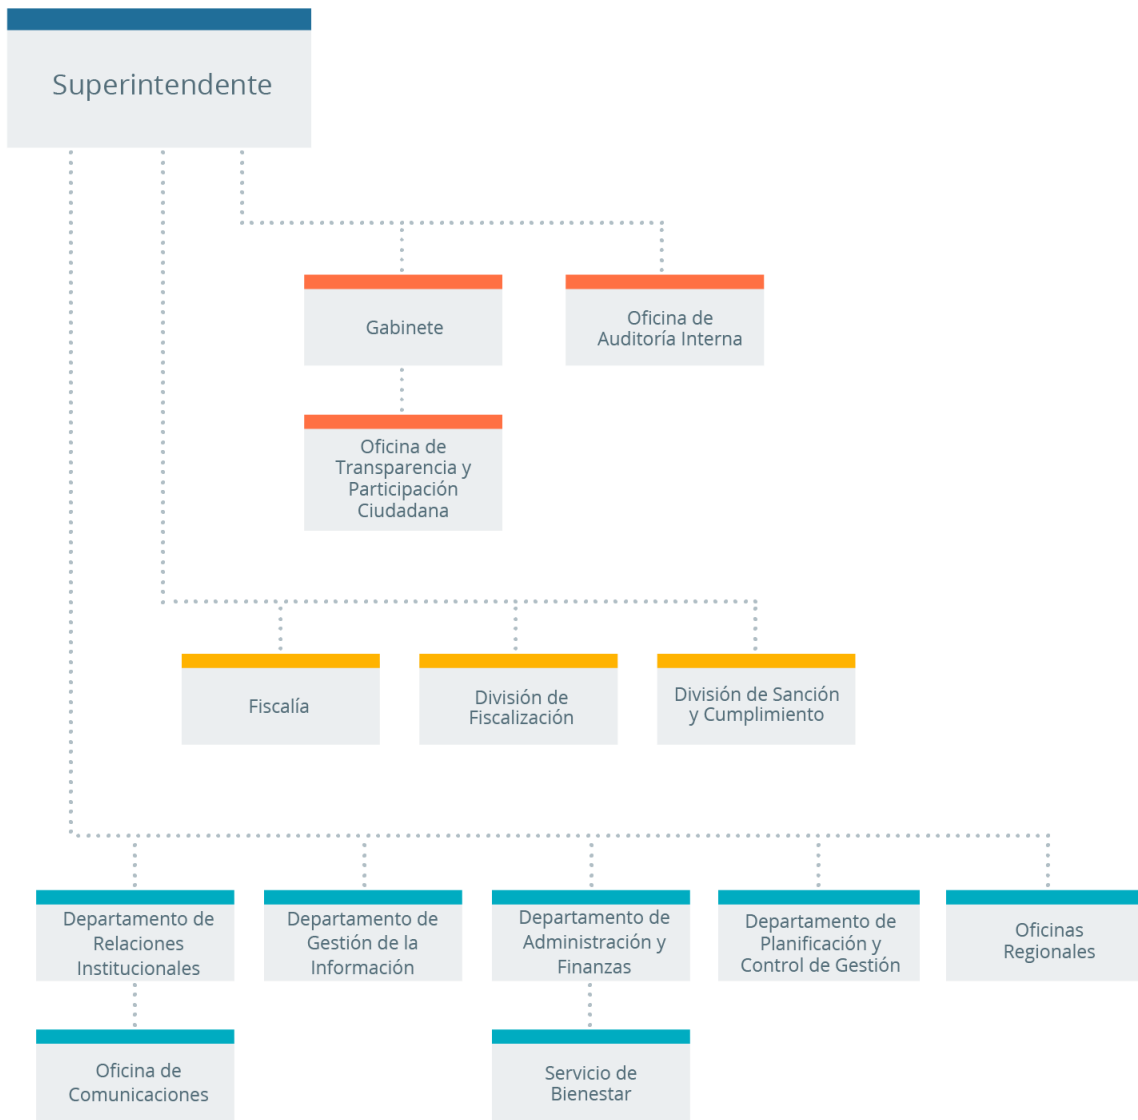 Superintendente
Gabinete
Oficina de
Auditoría Interna
Oficina de
Transparencia y
Participación
Ciudadana
Fiscalía
División de
Fiscalización
División de Sanción
y Cumplimiento
Departamento de
Relaciones
Institucionales
Departamento de
Gestión de la
Información
Departamento de
Administración y
Finanzas
Departamento de
Planificación y
Control de Gestión
Oficinas
Regionales
Oficina de
Comunicaciones
Servicio de
Bienestar